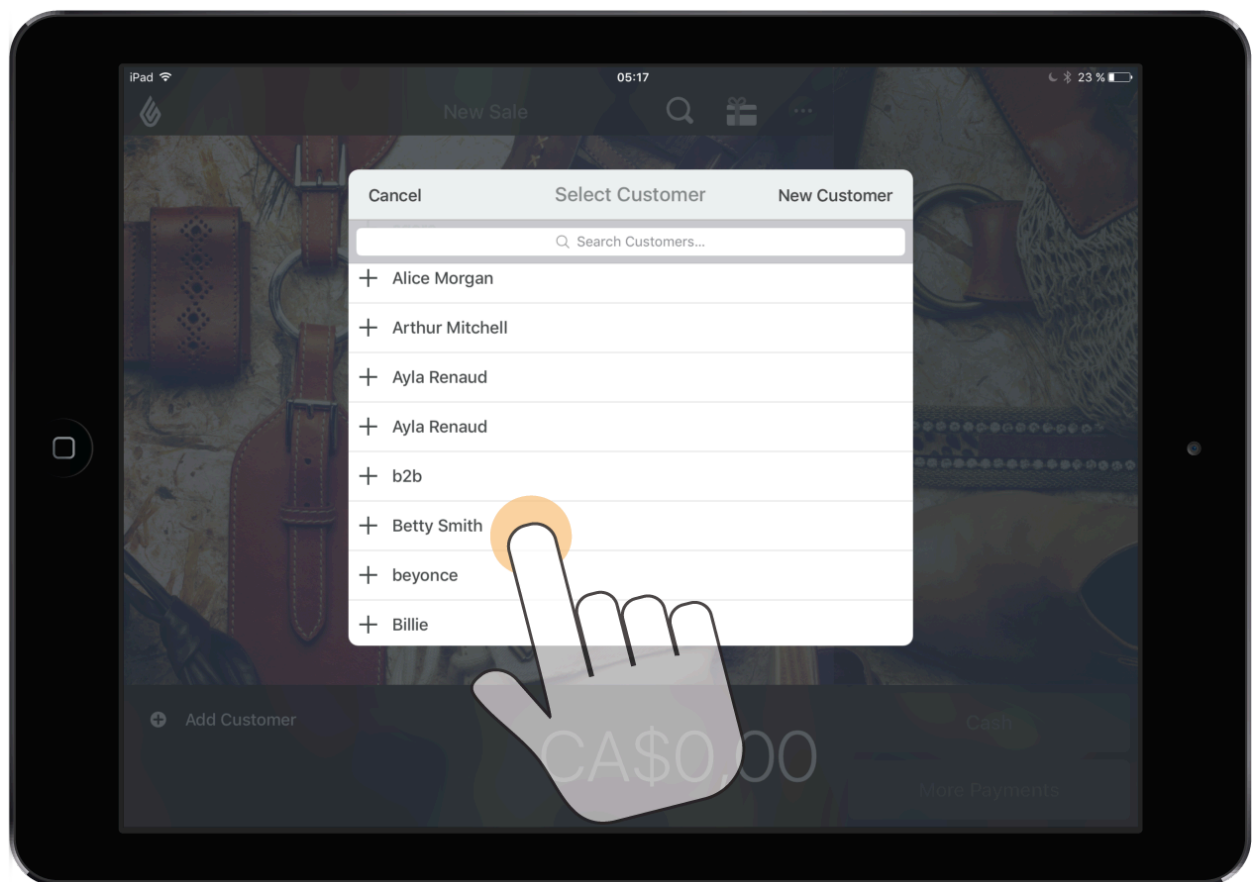 iPad 05:17 23 %
New Sale
Cancel Select Customer New Customer
Search Customers...
Alice Morgan
Arthur Mitchell
Ayla Renaud
Ayla Renaud
b2b
Betty Smith
beyonce
Billie
Add Customer
Cash
CA$0,00
More Payments